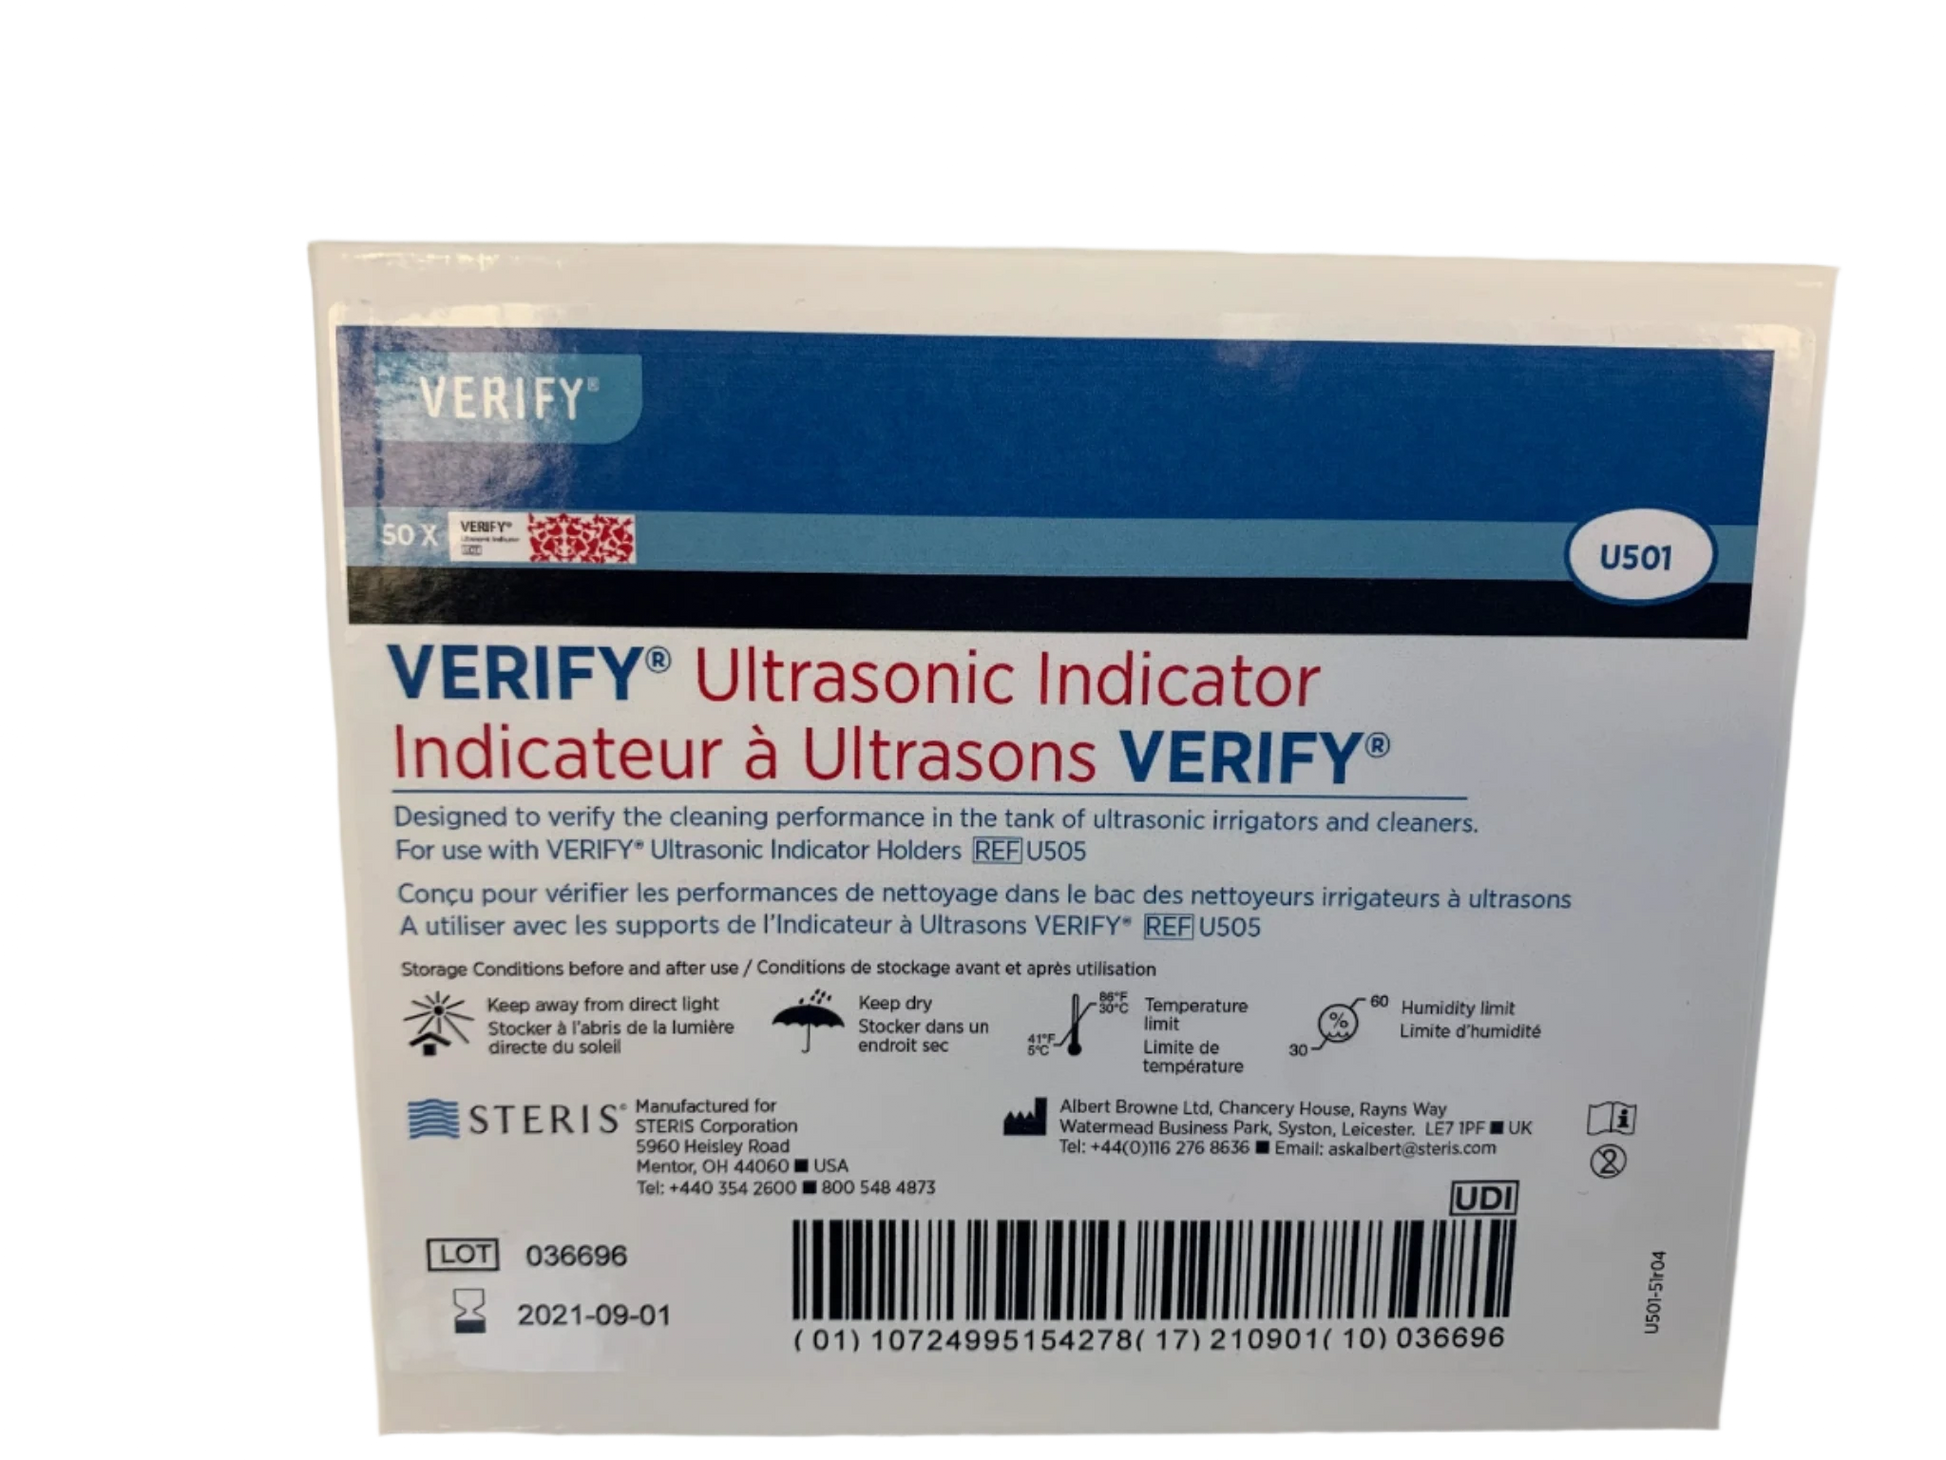 VERIFY®
50 X VERIFY®
U501
VERIFY® Ultrasonic Indicator
Indicateur à Ultrasons VERIFY®
Designed to verify the cleaning performance in the tank of ultrasonic irrigators and cleaners.
For use with VERIFY® Ultrasonic Indicator Holders REF U505
Conçu pour vérifier les performances de nettoyage dans le bac des nettoyeurs irrigateurs à ultrasons
A utiliser avec les supports de l'Indicateur à Ultrasons VERIFY® REF U505
Storage Conditions before and after use / Conditions de stockage avant et après utilisation
Keep away from direct light
Stocker à l'abris de la lumière
directe du soleil
Keep dry
Stocker dans un
endroit sec
86°F
30°C
41°F
5°C
Temperature
limit
Limite de
température
60
%
30
Humidity limit
Limite d'humidité
STERIS®
Manufactured for
STERIS Corporation
5960 Heisley Road
Mentor, OH 44060 ■ USA
Tel: +440 354 2600 ■ 800 548 4873
Albert Browne Ltd, Chancery House, Rayns Way
Watermead Business Park, Syston, Leicester. LE7 1PF ■ UK
Tel: +44(0)116 276 8636 ■ Email: askalbert@steris.com
i
2
UDI
LOT 036696
2021-09-01
(01)10724995154278(17)210901(10)036696
U501-51r04